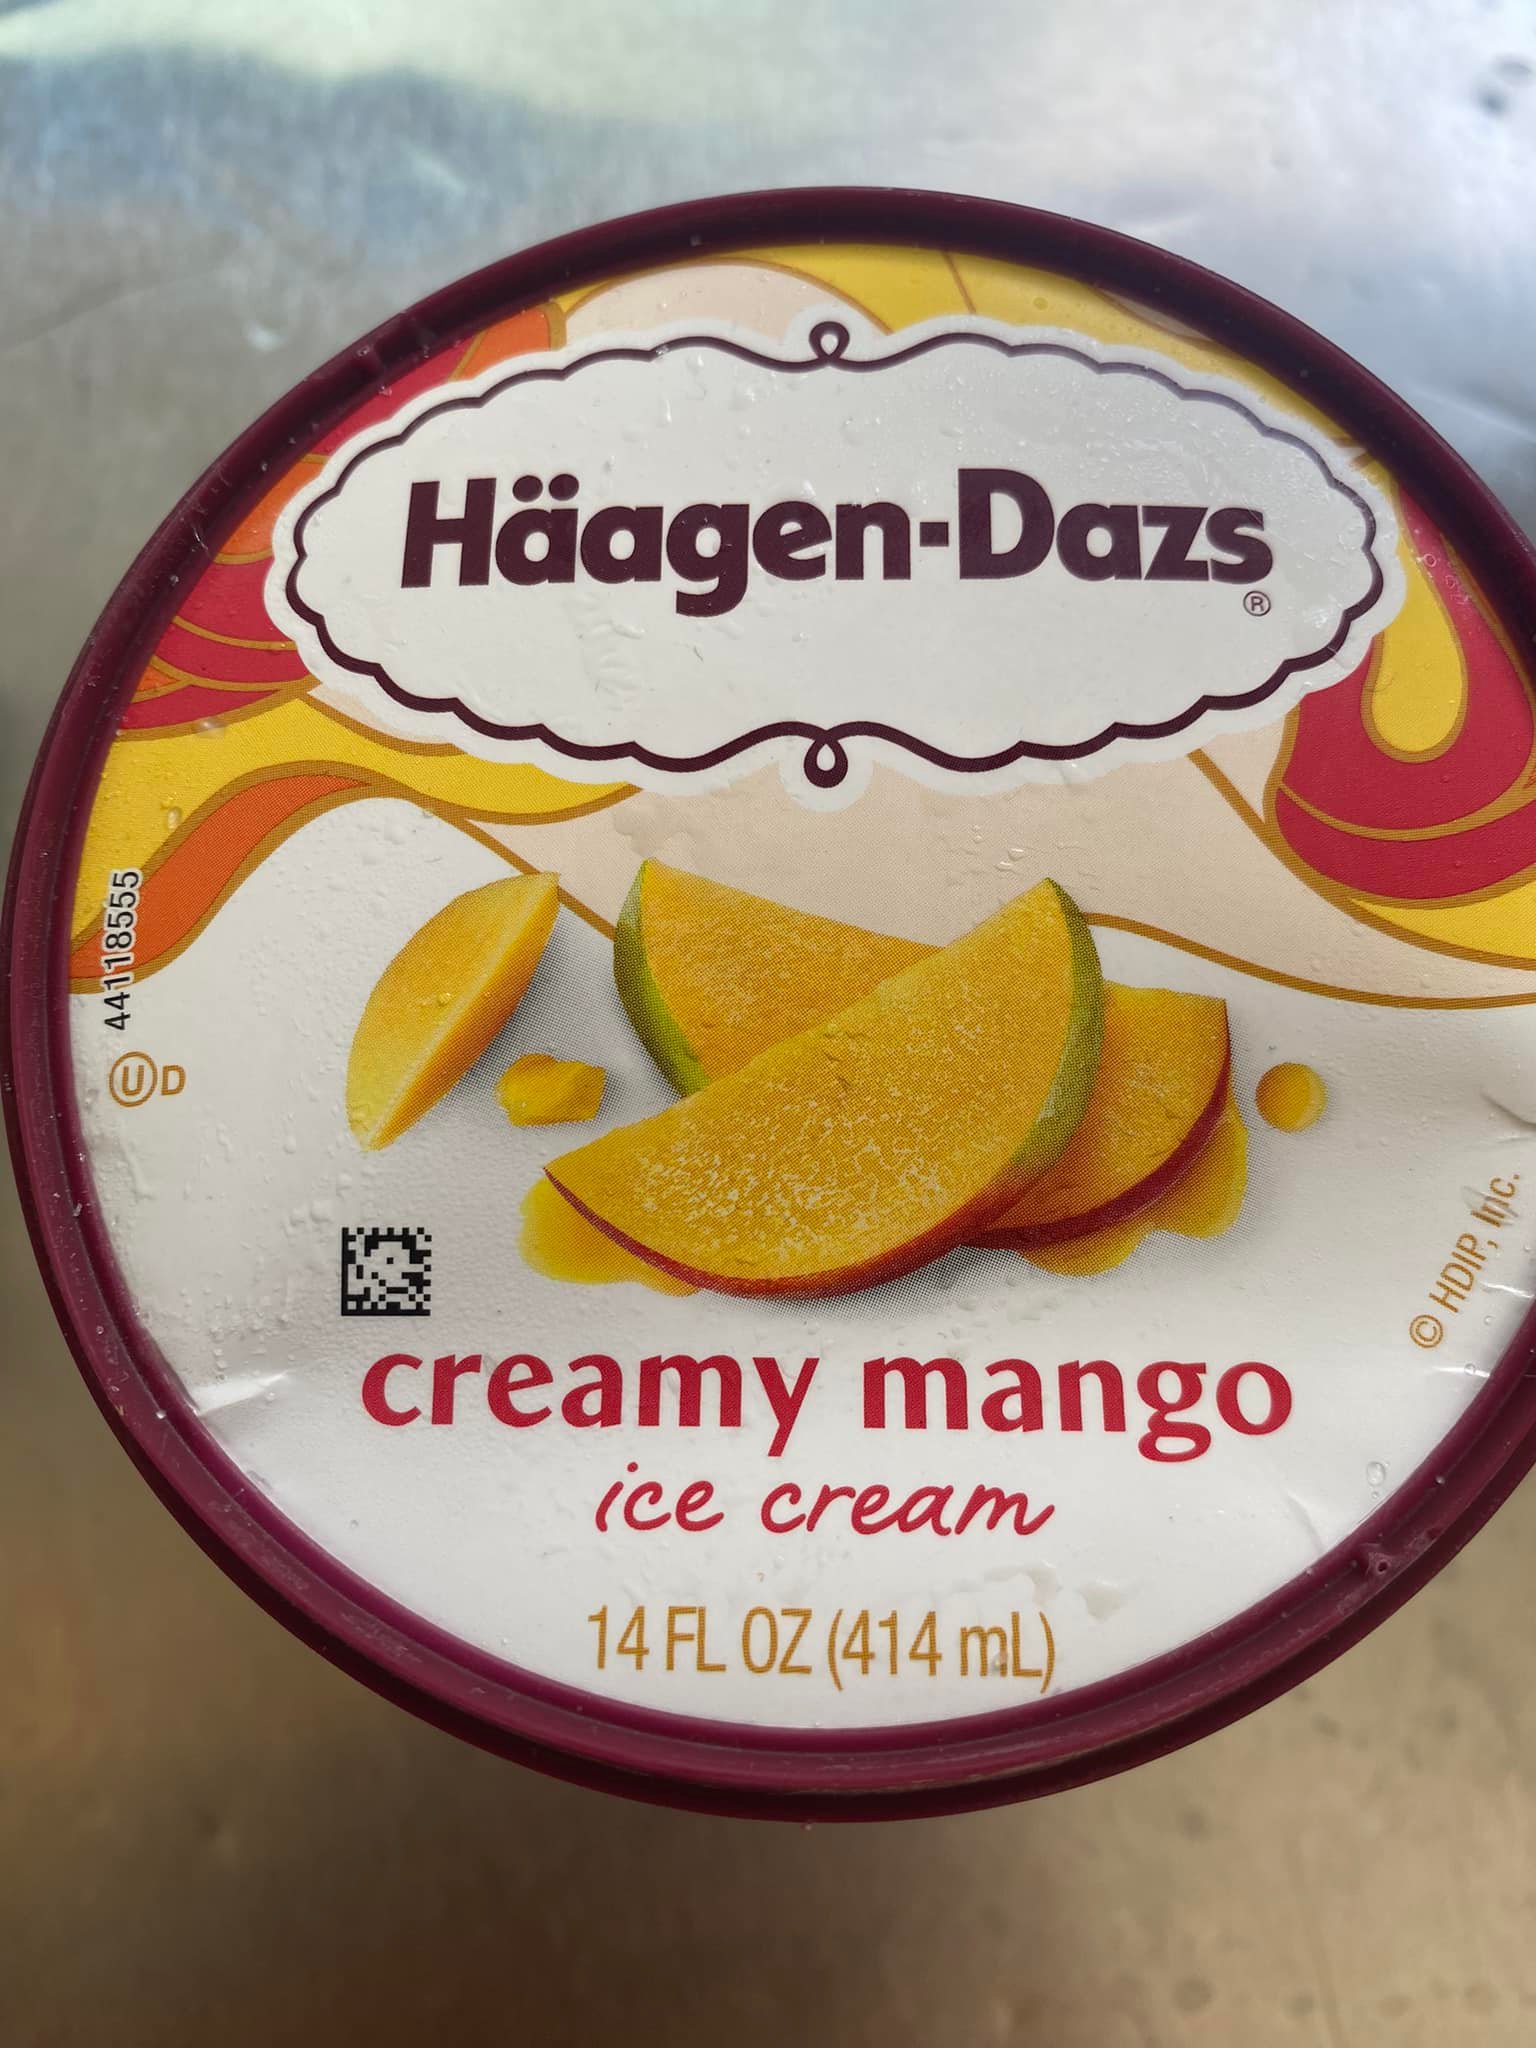 Häagen-Dazs
®
44118555
Ⓤ D
© HDIP, Inc.
creamy mango
ice cream
14 FL OZ (414 mL)